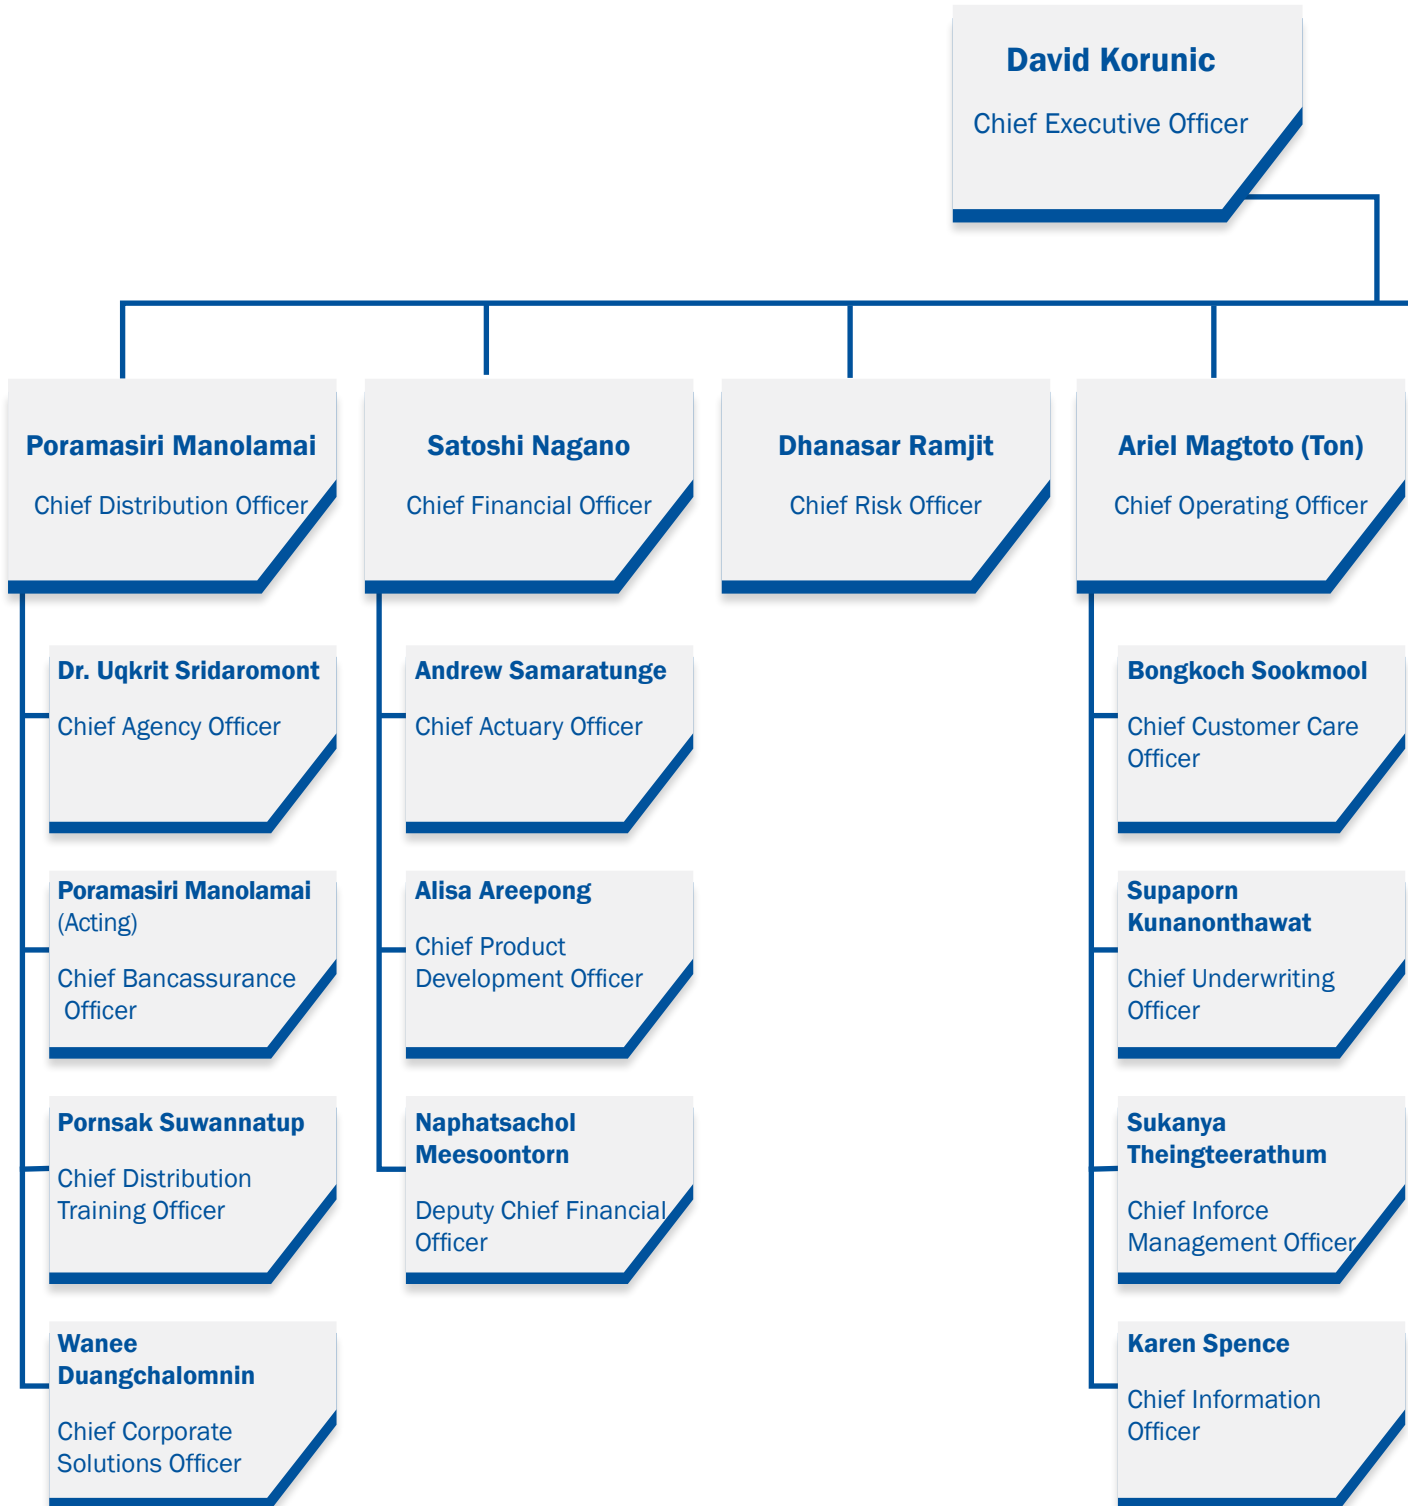 David Korunic
Chief Executive Officer
Poramasiri Manolamai
Chief Distribution Officer
Satoshi Nagano
Chief Financial Officer
Dhanasar Ramjit
Chief Risk Officer
Ariel Magtoto (Ton)
Chief Operating Officer
Dr. Uqkrit Sridaromont
Chief Agency Officer
Poramasiri Manolamai
(Acting)
Chief Bancassurance
Officer
Pornsak Suwannatup
Chief Distribution
Training Officer
Wanee
Duangchalomnin
Chief Corporate
Solutions Officer
Andrew Samaratunge
Chief Actuary Officer
Alisa Areepong
Chief Product
Development Officer
Naphatsachol
Meesoontorn
Deputy Chief Financial
Officer
Bongkoch Sookmool
Chief Customer Care
Officer
Supaporn
Kunanonthawat
Chief Underwriting
Officer
Sukanya
Theingteerathum
Chief Inforce
Management Officer
Karen Spence
Chief Information
Officer